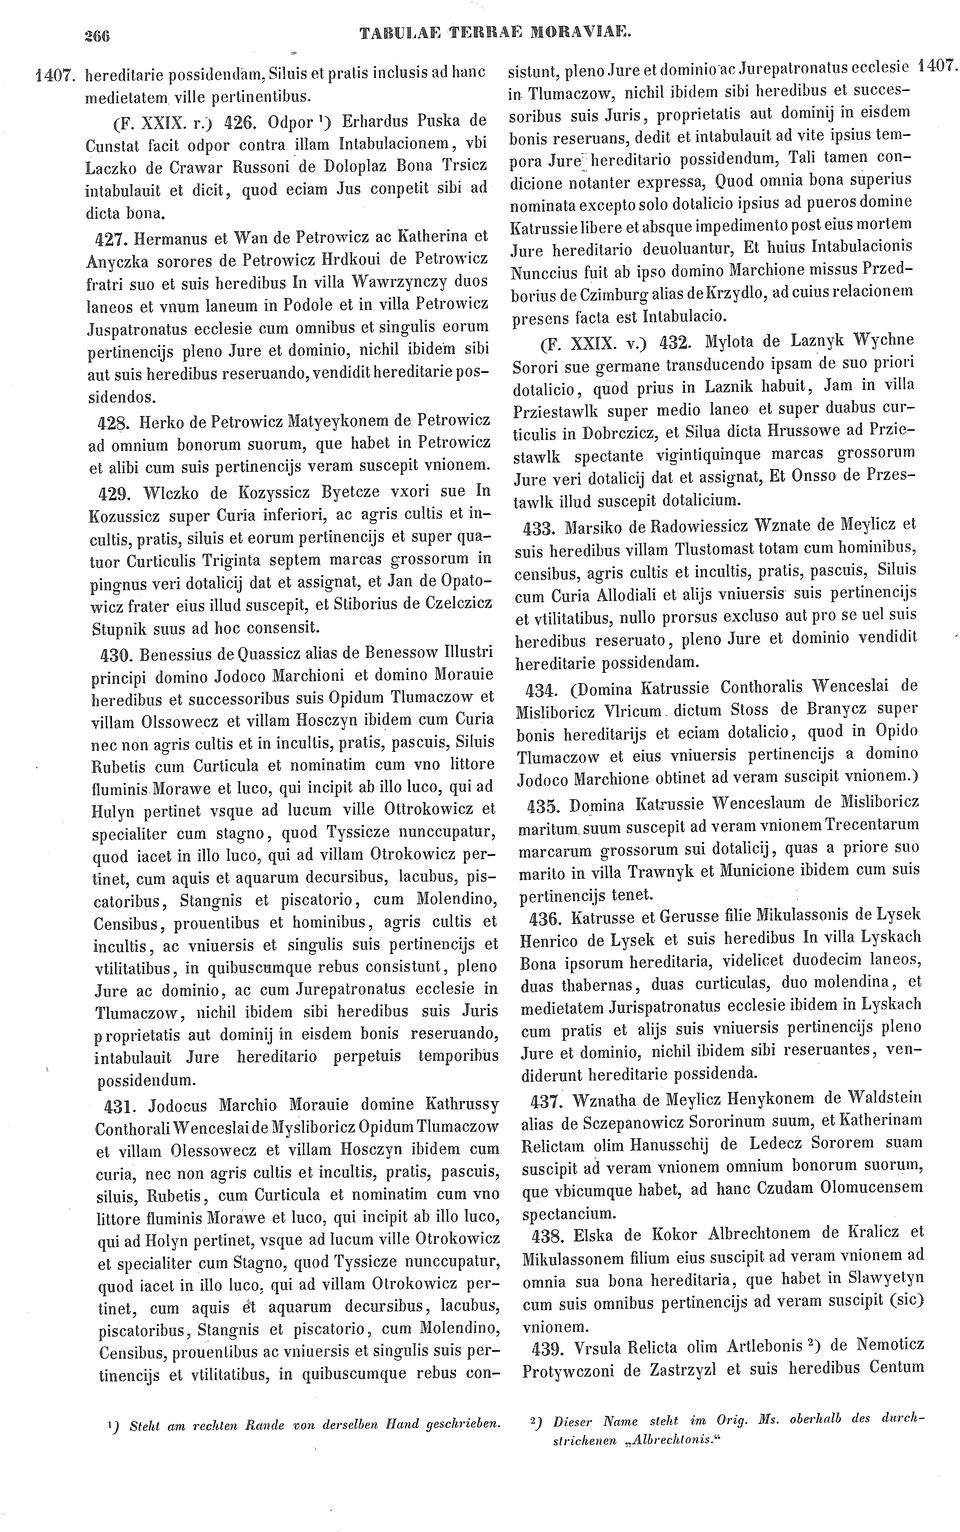 266
TABULAE TERRAE MORAVIAE.
1407. hereditarie possidendam, Siluis et pratis inclusis ad hanc
medietatem ville pertinentibus.
(F. XXIX. r.) 426. Odpor ¹) Erhardus Puska de
Cunstat facit odpor contra illam Intabulacionem, vbi
Laczko de Crawar Russoni de Doloplaz Bona Trsicz
intabulauit et dicit, quod eciam Jus conpetit sibi ad
dicta bona.
427. Hermanus et Wan de Petrowicz ac Katherina et
Anyczka sorores de Petrowicz Hrdkoui de Petrowicz
fratri suo et suis heredibus In villa Wawrzynczy duos
laneos et vnum laneum in Podole et in villa Petrowicz
Juspatronatus ecclesie cum omnibus et singulis eorum
pertinencijs pleno Jure et dominio, nichil ibidem sibi
aut suis heredibus reseruando, vendidit hereditarie pos-
sidendos.
428. Herko de Petrowicz Matyeykonem de Petrowicz
ad omnium bonorum suorum, que habet in Petrowicz
et alibi cum suis pertinencijs veram suscepit vnionem.
429. Wlczko de Kozyssicz Byetcze vxori sue In
Kozussicz super Curia inferiori, ac agris cultis et in-
cultis, pratis, siluis et eorum pertinencijs et super qua-
tuor Curticulis Triginta septem marcas grossorum in
pingnus veri dotalicij dat et assignat, et Jan de Opato-
wicz frater eius illud suscepit, et Stiborius de Czelczicz
Stupnik suus ad hoc consensit.
430. Benessius de Quassicz alias de Benessow Illustri
principi domino Jodoco Marchioni et domino Morauie
heredibus et successoribus suis Opidum Tlumaczow et
villam Olssowecz et villam Hosczyn ibidem cum Curia
nec non agris cultis et in incultis, pratis, pascuis, Siluis
Rubetis cum Curticula et nominatim cum vno littore
fluminis Morawe et luco, qui incipit ab illo luco, qui ad
Hulyn pertinet vsque ad lucum ville Ottrokowicz et
specialiter cum stagno, quod Tyssicze nunccupatur,
quod iacet in illo luco, qui ad villam Otrokowicz per-
tinet, cum aquis et aquarum decursibus, lacubus, pis-
catoribus, Stangnis et piscatorio, cum Molendino,
Censibus, prouentibus et hominibus, agris cultis et
incultis, ac vniuersis et singulis suis pertinencijs et
vtilitatibus, in quibuscumque rebus consistunt, pleno
Jure ac dominio, ac cum Jurepatronatus ecclesie in
Tlumaczow, nichil ibidem sibi heredibus suis Juris
proprietatis aut dominij in eisdem bonis reseruando,
intabulauit Jure hereditario perpetuis temporibus
possidendum.
431. Jodocus Marchio Morauie domine Kathrussy
Conthorali Wenceslai de Mysliboricz Opidum Tlumaczow
et villam Olessowecz et villam Hosczyn ibidem cum
curia, nec non agris cultis et incultis, pratis, pascuis,
siluis, Rubetis, cum Curticula et nominatim cum vno
littore fluminis Morawe et luco, qui incipit ab illo luco,
qui ad Holyn pertinet, vsque ad lucum ville Otrokowicz
et specialiter cum Stagno, quod Tyssicze nunccupatur,
quod iacet in illo luco, qui ad villam Otrokowicz per-
tinet, cum aquis et aquarum decursibus, lacubus,
piscatoribus, Stangnis et piscatorio, cum Molendino,
Censibus, prouentibus ac vniuersis et singulis suis per-
tinencijs et vtilitatibus, in quibuscumque rebus con-
¹) Steht am rechten Rande von derselben Hand geschrieben.
sistunt, pleno Jure et dominio ac Jurepatronatus ecclesie 1407.
in Tlumaczow, nichil ibidem sibi heredibus et succes-
soribus suis Juris, proprietatis aut dominij in eisdem
bonis reseruans, dedit et intabulauit ad vite ipsius tem-
pora Jure hereditario possidendum, Tali tamen con-
dicione notanter expressa, Quod omnia bona superius
nominata excepto solo dotalicio ipsius ad pueros domine
Katrussie libere et absque impedimento post eius mortem
Jure hereditario deuoluantur, Et huius Intabulacionis
Nunccius fuit ab ipso domino Marchione missus Przed-
borius de Czimburg alias de Krzydlo, ad cuius relacionem
presens facta est Intabulacio.
(F. XXIX. v.) 432. Mylota de Laznyk Wychne
Sorori sue germane transducendo ipsam de suo priori
dotalicio, quod prius in Laznik habuit, Jam in villa
Przestawlk super medio laneo et super duabus cur-
ticulis in Dobrczicz, et Silua dicta Hrussowe ad Przie-
stawlk spectante vigintiquinque marcas grossorum
Jure veri dotalicij dat et assignat, Et Onsso de Przes-
tawlk illud suscepit dotalicium.
433. Marsiko de Radowiessicz Wznate de Meylicz et
suis heredibus villam Tlustomast totam cum hominibus,
censibus, agris cultis et incultis, pratis, pascuis, Siluis
cum Curia Allodiali et alijs vniuersis suis pertinencijs
et vtilitatibus, nullo prorsus excluso aut pro se uel suis
heredibus reseruato, pleno Jure et dominio vendidit
hereditarie possidendam.
434. (Domina Katrussie Conthoralis Wenceslai de
Misliboricz Vlricum dictum Stoss de Branycz super
bonis hereditarijs et eciam dotalicio, quod in Opido
Tlumaczow et eius vniuersis pertinencijs a domino
Jodoco Marchione obtinet ad veram suscipit vnionem.)
435. Domina Katrussie Wenceslaum de Misliboricz
maritum suum suscepit ad veram vnionem Trecentarum
marcarum grossorum sui dotalicij, quas a priore suo
marito in villa Trawnyk et Municione ibidem cum suis
pertinencijs tenet.
436. Katrusse et Gerusse filie Mikulassonis de Lysek
Henrico de Lysek et suis heredibus In villa Lyskach
Bona ipsorum hereditaria, videlicet duodecim laneos,
duas thabernas, duas curticulas, duo molendina, et
medietatem Jurispatronatus ecclesie ibidem in Lyskach
cum pratis et alijs suis vniuersis pertinencijs pleno
Jure et dominio, nichil ibidem sibi reseruantes, ven-
diderunt hereditarie possidenda.
437. Wznatha de Meylicz Henykonem de Waldstein
alias de Sczepanowicz Sororinum suum, et Katherinam
Relictam olim Hanusschij de Ledecz Sororem suam
suscipit ad veram vnionem omnium bonorum suorum,
que vbicumque habet, ad hanc Czudam Olomucensem
spectancium.
438. Elska de Kokor Albrechtonem de Kralicz et
Mikulassonem filium eius suscipit ad veram vnionem ad
omnia sua bona hereditaria, que habet in Slawyetyn
cum suis omnibus pertinencijs ad veram suscipit (sic)
vnionem.
439. Vrsula Relicta olim Artlebonis ²) de Nemoticz
Protywczoni de Zastrzyzl et suis heredibus Centum
²) Dieser Name steht im Orig. Ms. oberhalb des durch-
strichenen „Albrechtonis.“